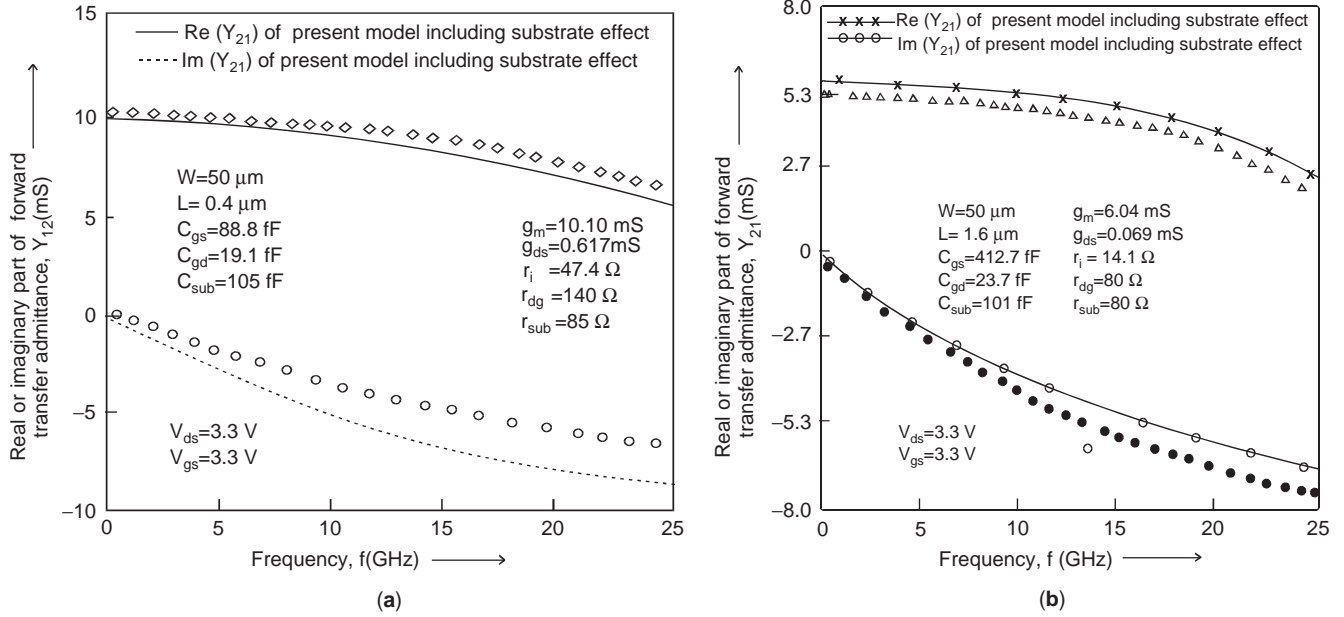 Re (Y21) of present model including substrate effect
Im (Y21) of present model including substrate effect
15
10
5
0
−5
−10
0
5
10
15
20
25
W=50 μm
L= 0.4 μm
Cgs=88.8 fF
Cgd=19.1 fF
Csub=105 fF
gm=10.10 mS
gds=0.617mS
ri =47.4 Ω
rdg=140 Ω
rsub=85 Ω
Vds=3.3 V
Vgs=3.3 V
Real or imaginary part of forward
transfer admittance, Y12(mS)
Frequency, f(GHz)
(a)
Re (Y21) of present model including substrate effect
Im (Y21) of present model including substrate effect
8.0
5.3
2.7
0
−2.7
−5.3
−8.0
0
5
10
15
20
25
W=50 μm
L= 1.6 μm
Cgs=412.7 fF
Cgd=23.7 fF
Csub=101 fF
gm=6.04 mS
gds=0.069 mS
ri = 14.1 Ω
rdg=80 Ω
rsub=80 Ω
Vds=3.3 V
Vgs=3.3 V
Real or imaginary part of forward
transfer admittance, Y21(mS)
Frequency, f (GHz)
(b)